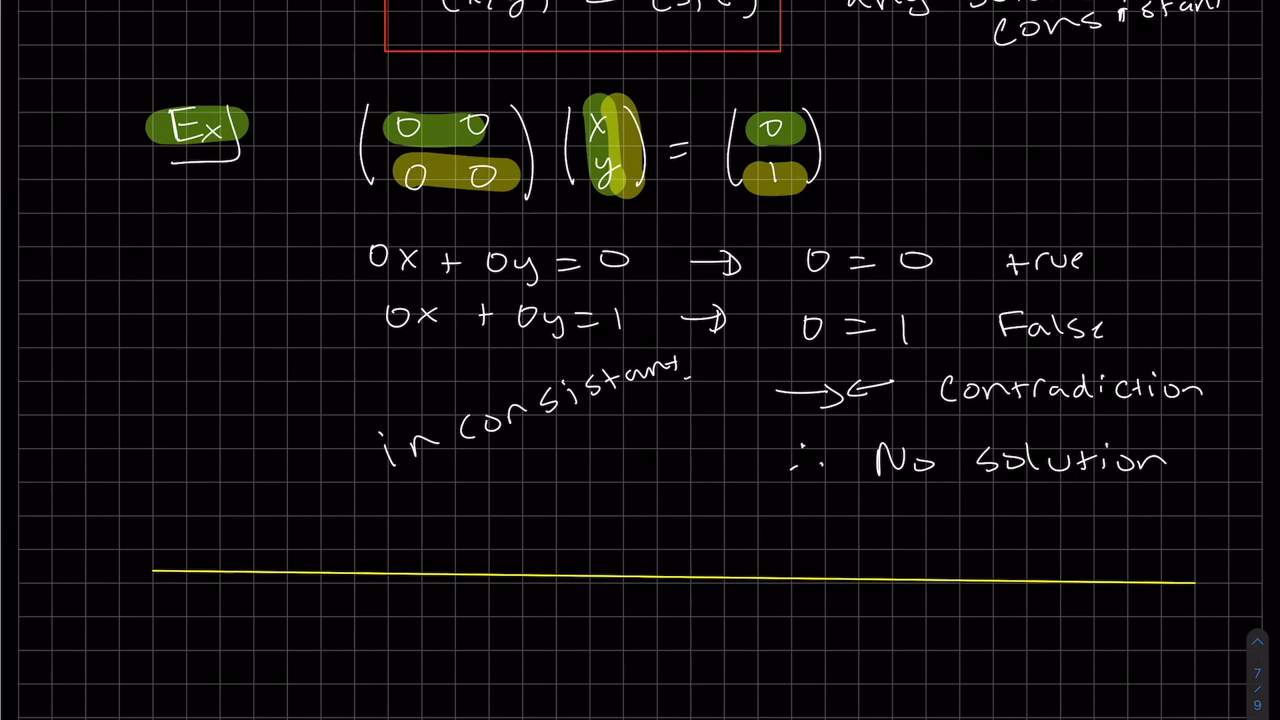 consistant
Ex
( 0 0 ) ( x ) = ( 0 )
( 0 0 ) ( y ) ( 1 )
0x + 0y = 0 → 0 = 0 true
0x + 0y = 1 → 0 = 1 False
inconsistant. →← contradiction
∴ No solution
7
/
9